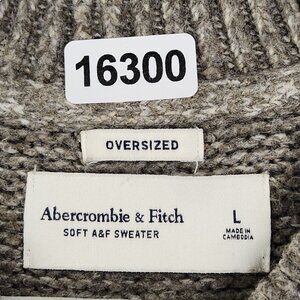 16300
OVERSIZED
Abercrombie & Fitch
SOFT A&F SWEATER
L
MADE IN
CAMBODIA